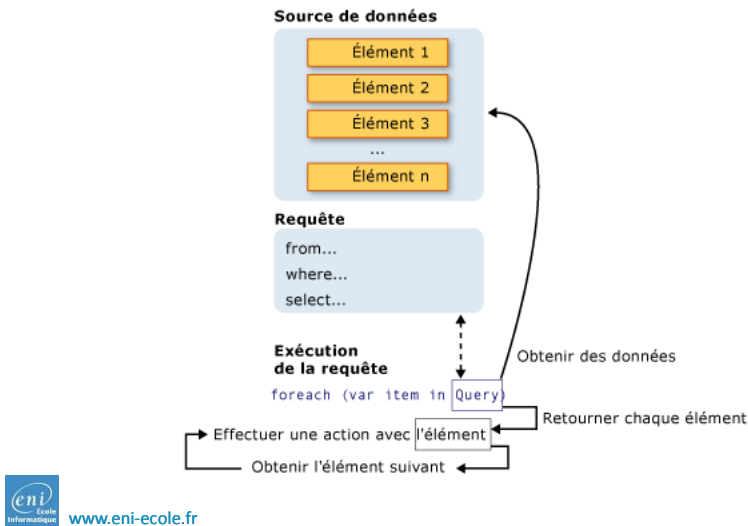 Source de données
Élément 1
Élément 2
Élément 3
...
Élément n
Requête
from...
where...
select...
Exécution
de la requête
Obtenir des données
foreach (var item in Query)
Retourner chaque élément
Effectuer une action avec l'élément
Obtenir l'élément suivant
eni
Ecole
Informatique
www.eni-ecole.fr